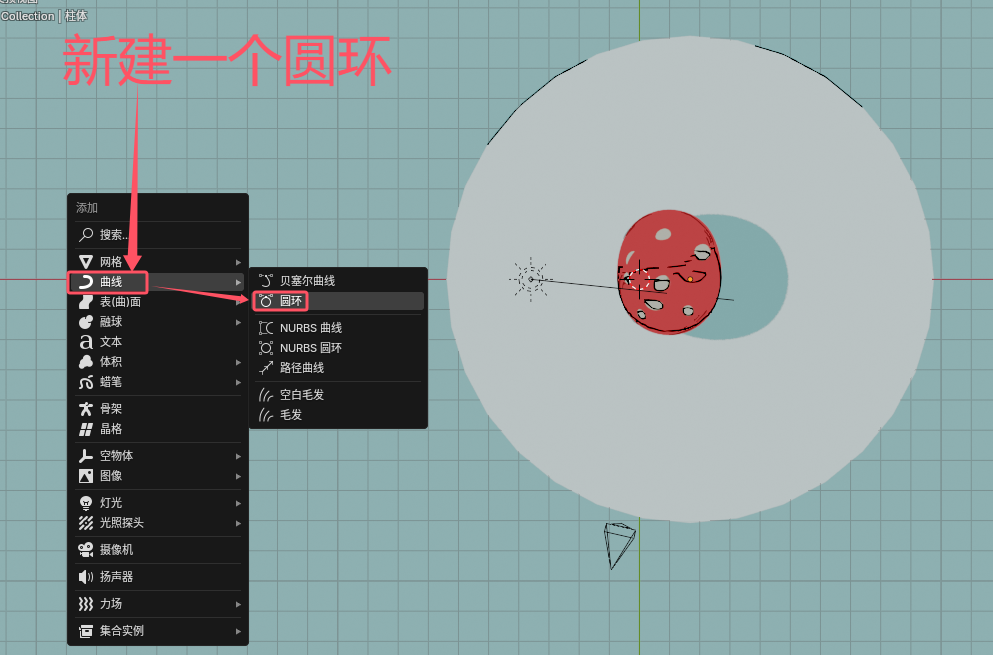 Collection | 柱体
新建一个圆环
添加
搜索...
网格
曲线
表(曲)面
融球
文本
体积
蜡笔
骨架
晶格
空物体
图像
灯光
光照探头
摄像机
扬声器
力场
集合实例
贝塞尔曲线
圆环
NURBS 曲线
NURBS 圆环
路径曲线
空白毛发
毛发